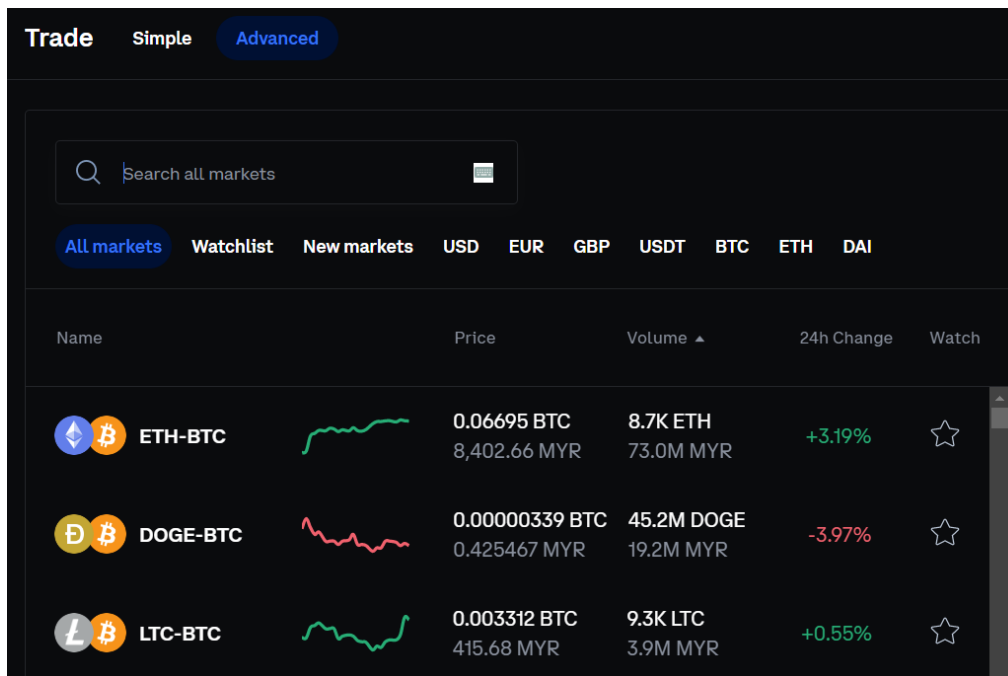 Trade Simple Advanced
Search all markets
All markets Watchlist New markets USD EUR GBP USDT BTC ETH DAI
Name Price Volume 24h Change Watch
ETH-BTC 0.06695 BTC 8.7K ETH +3.19%
8,402.66 MYR 73.0M MYR
DOGE-BTC 0.00000339 BTC 45.2M DOGE -3.97%
0.425467 MYR 19.2M MYR
LTC-BTC 0.003312 BTC 9.3K LTC +0.55%
415.68 MYR 3.9M MYR